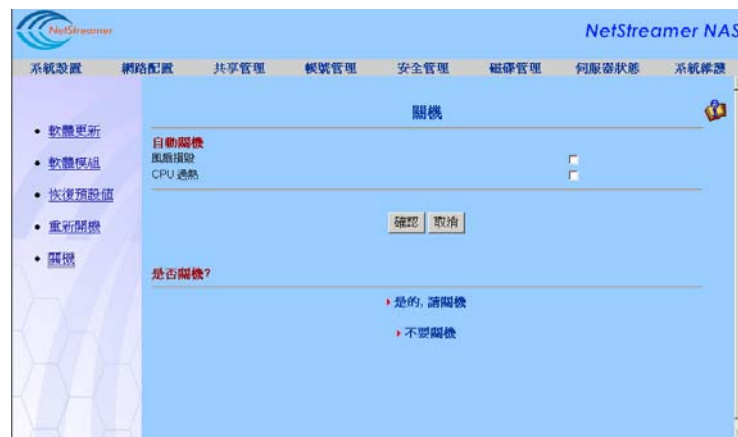 NetStreamer
NetStreamer NAS
系統設置 網路配置 共享管理 帳號管理 安全管理 磁碟管理 伺服器狀態 系統維護
關機
• 軟體更新
• 軟體模組
• 恢復預設值
• 重新開機
• 關機
自動關機
風扇損毀
CPU 過熱
確認 取消
是否關機?
是的, 請關機
不要關機